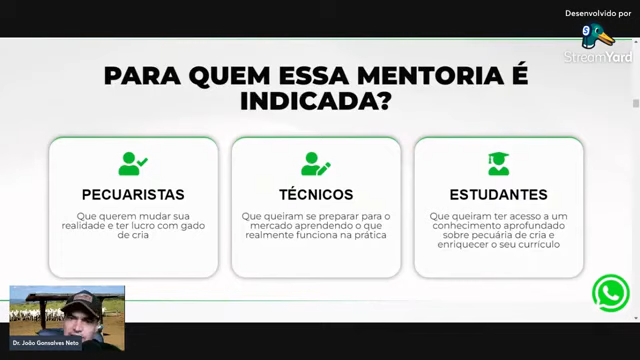 Desenvolvido por
StreamYard
PARA QUEM ESSA MENTORIA É
INDICADA?
PECUARISTAS
Que querem mudar sua
realidade e ter lucro com gado
de cria
TÉCNICOS
Que queiram se preparar para o
mercado aprendendo o que
realmente funciona na prática
ESTUDANTES
Que queiram ter acesso a um
conhecimento aprofundado
sobre pecuária de cria e
enriquecer o seu currículo
Dr. João Gonsalves Neto